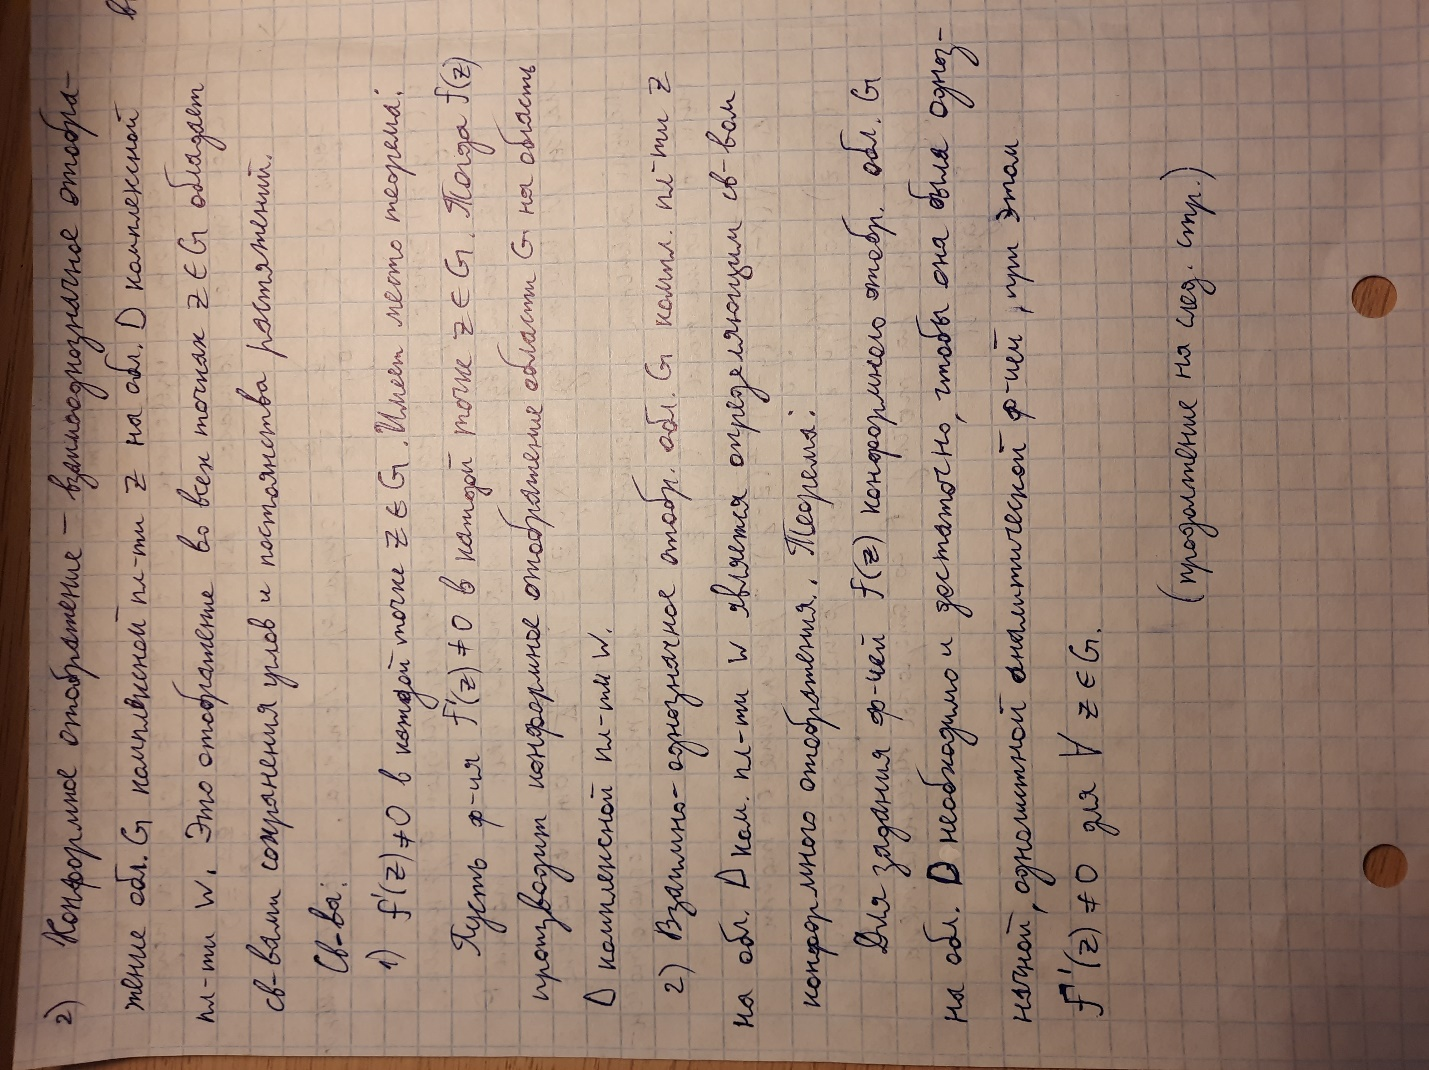 2) Конформное отображение – взаимооднозначное отобра-
жение обл. G комплексной пл-ти Z на обл. D комплексной
пл-ти W. Это отображение во всех точках z ∈ G обладает
св-вами сохранения углов и постоянства растяжений.
Св-ва:
1) f'(z) ≠ 0 в каждой точке z ∈ G. Имеет место теорема:
Пусть ф-ия f'(z) ≠ 0 в каждой точке z ∈ G. Тогда f(z)
производит конформное отображение области G на область
D комплексной пл-ти W.
2) Взаимно-однозначное отобр. обл. G компл. пл-ти z
на обл. D ком. пл-ти W является определяющим св-вом
конформного отображения. Теорема:
Для задания ф-цей f(z) конформного отобр. обл. G
на обл. D необходимо и достаточно, чтобы она была одноз-
начной, однолистной аналитической ф-цей, при этом
f'(z) ≠ 0 для ∀ z ∈ G.
(продолжение на след. стр.)